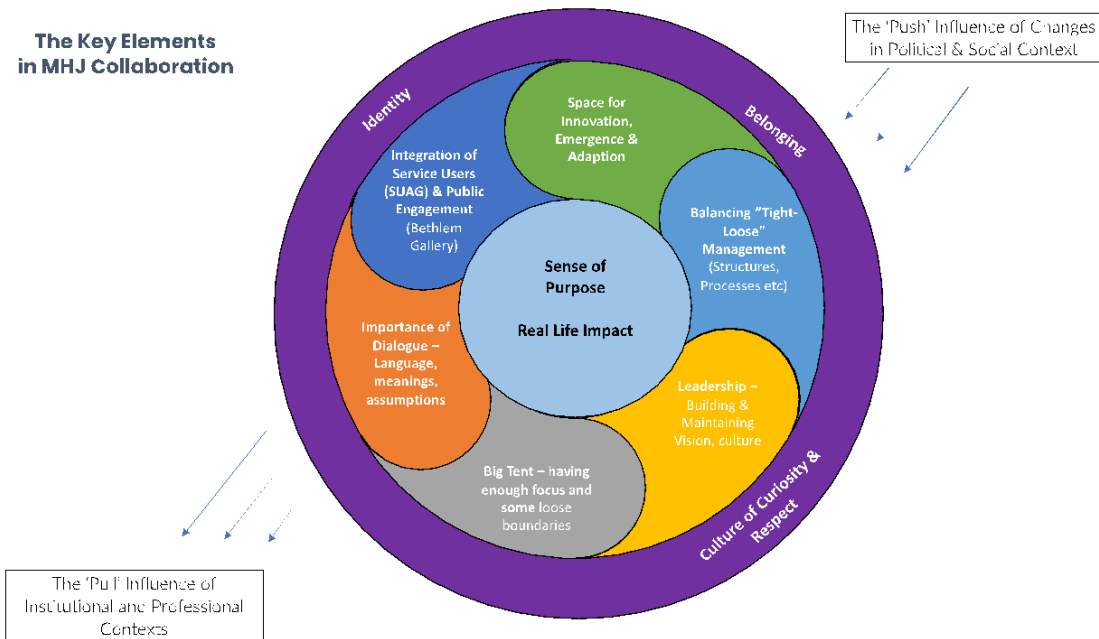 The Key Elements
in MHJ Collaboration
The 'Push' Influence of Changes
in Political & Social Context
Identity
Belonging
Culture of Curiosity &
Respect
Space for
Innovation,
Emergence &
Adaption
Integration of
Service Users
(SUAG) & Public
Engagement
(Bethlem
Gallery)
Balancing "Tight-
Loose"
Management
(Structures,
Processes etc)
Sense of
Purpose
Real Life Impact
Importance of
Dialogue –
Language,
meanings,
assumptions
Leadership –
Building &
Maintaining
Vision, culture
Big Tent – having
enough focus and
some loose
boundaries
The 'Pull' Influence of
Institutional and Professional
Contexts